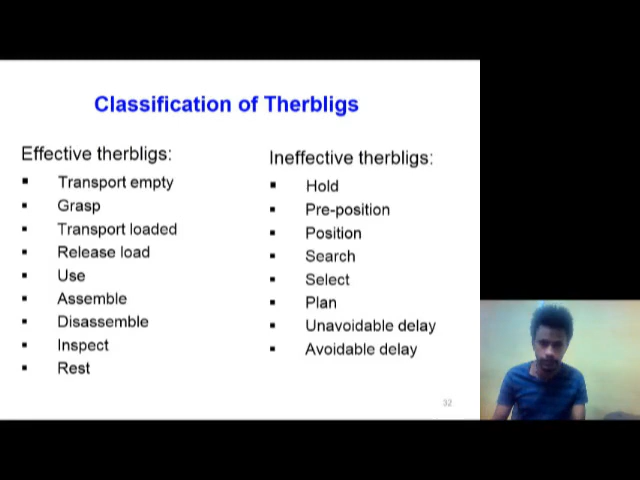 Classification of Therbligs
Effective therbligs:
Transport empty
Grasp
Transport loaded
Release load
Use
Assemble
Disassemble
Inspect
Rest
Ineffective therbligs:
Hold
Pre-position
Position
Search
Select
Plan
Unavoidable delay
Avoidable delay
32